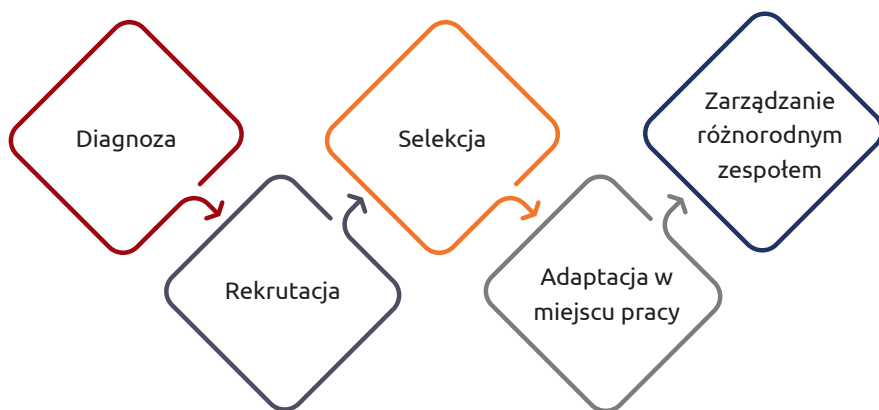 Diagnoza
Rekrutacja
Selekcja
Adaptacja w
miejscu pracy
Zarządzanie
różnorodnym
zespołem